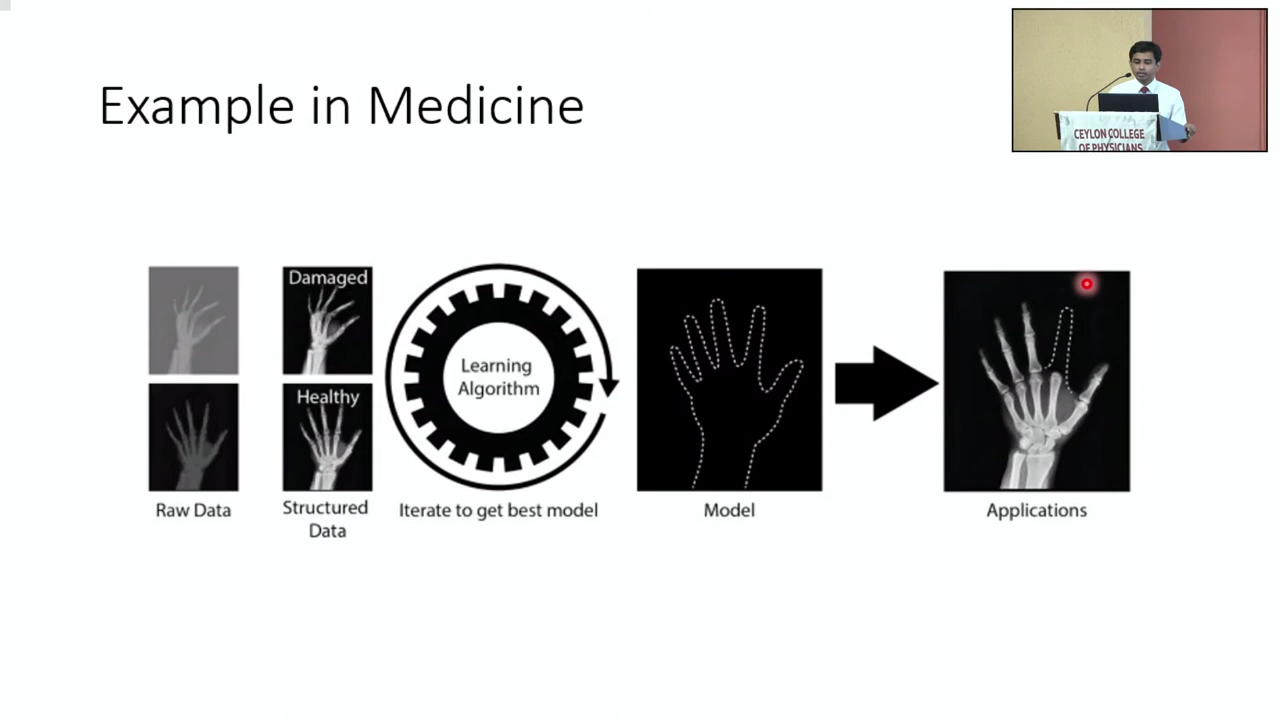 Example in Medicine
CEYLON COLLEGE
OF PHYSICIANS
Damaged
Healthy
Learning
Algorithm
Raw Data
Structured
Data
Iterate to get best model
Model
Applications